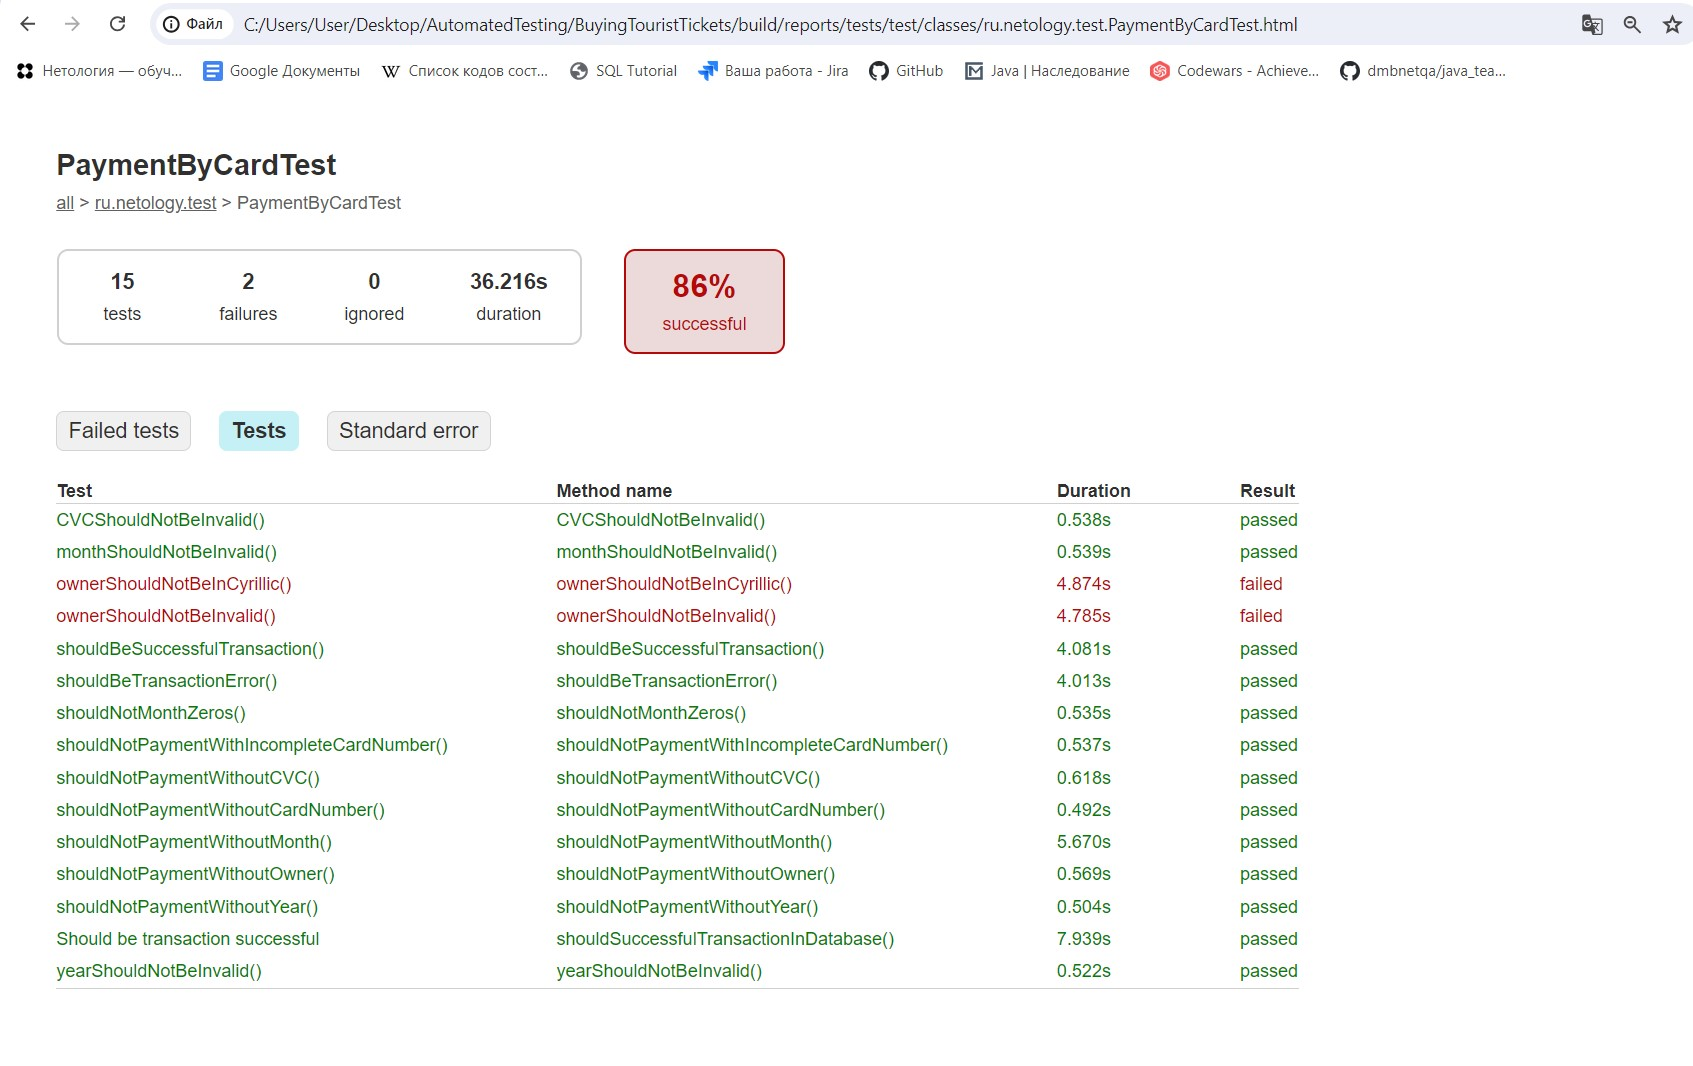 Файл C:/Users/User/Desktop/AutomatedTesting/BuyingTouristTickets/build/reports/tests/test/classes/ru.netology.test.PaymentByCardTest.html
Нетология — обуч... Google Документы Список кодов сост... SQL Tutorial Ваша работа - Jira GitHub Java | Наследование Codewars - Achieve... dmbnetqa/java_tea...
PaymentByCardTest
all > ru.netology.test > PaymentByCardTest
15 2 0 36.216s 86%
tests failures ignored duration successful
Failed tests Tests Standard error
Test Method name Duration Result
CVCShouldNotBeInvalid() CVCShouldNotBeInvalid() 0.538s passed
monthShouldNotBeInvalid() monthShouldNotBeInvalid() 0.539s passed
ownerShouldNotBeInCyrillic() ownerShouldNotBeInCyrillic() 4.874s failed
ownerShouldNotBeInvalid() ownerShouldNotBeInvalid() 4.785s failed
shouldBeSuccessfulTransaction() shouldBeSuccessfulTransaction() 4.081s passed
shouldBeTransactionError() shouldBeTransactionError() 4.013s passed
shouldNotMonthZeros() shouldNotMonthZeros() 0.535s passed
shouldNotPaymentWithIncompleteCardNumber() shouldNotPaymentWithIncompleteCardNumber() 0.537s passed
shouldNotPaymentWithoutCVC() shouldNotPaymentWithoutCVC() 0.618s passed
shouldNotPaymentWithoutCardNumber() shouldNotPaymentWithoutCardNumber() 0.492s passed
shouldNotPaymentWithoutMonth() shouldNotPaymentWithoutMonth() 5.670s passed
shouldNotPaymentWithoutOwner() shouldNotPaymentWithoutOwner() 0.569s passed
shouldNotPaymentWithoutYear() shouldNotPaymentWithoutYear() 0.504s passed
Should be transaction successful shouldSuccessfulTransactionInDatabase() 7.939s passed
yearShouldNotBeInvalid() yearShouldNotBeInvalid() 0.522s passed